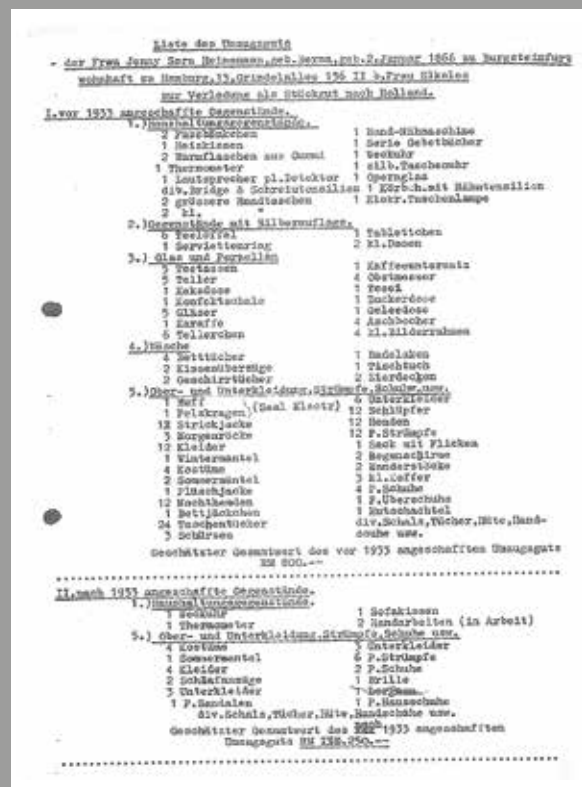 Liste des Umzugsguts
- der Frau Jenny Sara Heinemann, geb. 2. Januar 1866 zu Burgsteinfurt
wohnhaft zu Hamburg, 13, Grindelallee 156 II b. Frau Nikolas
zur Verladung als Stückgut nach Holland.
I. vor 1933 angeschaffte Gegenstände.
1.) Haushaltungsgegenstände.
2 Fussbänkchen 1 Hand-Nähmaschine
1 Heizkissen 1 Serie Gebetbücher
2 Wärmflaschen aus Gummi 1 Weckuhr
1 Thermometer 1 silb. Taschenuhr
1 Lautsprecher pl. Detektor 1 Opernglas
div. Bridge & Schreibutensilien 1 Körbch. mit Nähutensilien
2 grössere Handtaschen 1 Elektr. Taschenlampe
2 kl. "
2.) Gegenstände mit Silberauflage.
6 Teelöffel 1 Tablettchen
1 Serviettenring 2 kl. Dosen
3.) Glas und Porzellan
5 Teetassen 1 Kaffeeuntersatz
5 Teller 4 Obstmesser
1 Keksdose 1
1 Konfektschale 1 Zuckerdose
5 Gläser 1 Geleedose
1 Karaffe 4 Aschbecher
6 Tellerchen 4 kl. Bilderrahmen
4.) Wäsche
4 Betttücher 1 Badelaken
2 Kissenüberzüge 1 Tischtuch
2 Geschirrtücher 2 Zierdecken
5.) Ober- und Unterkleidung, Strümpfe, Schuhe usw.
1 Muff 6 Unterkleider
1 Pelzkragen) (Seal Electr) 12 Schlüpfer
12 Strickjacke 12 Hemden
3 Morgenröcke 12 P. Strümpfe
12 Kleider 1 Sack mit Flicken
1 Wintermantel 2 Regenschirme
4 Kostüme 2 Wanderstöcke
2 Sommermäntel 3 kl. Koffer
1 Plüschjacke 4 P. Schuhe
12 Nachthemden 1 P. Überschuhe
1 Bettjäckchen 1 Hutschachtel
24 Taschentücher div. Schals, Tücher, Hüte, Hand-
3 Schürzen schuhe usw.
Geschätzter Gesamtwert des vor 1933 angeschafften Umzugsguts
RM 800.--
II. nach 1933 angeschaffte Gegenstände.
1.) Haushaltungsgegenstände.
1 Weckuhr 1 Sofakissen
1 Thermometer 2 Handarbeiten (in Arbeit)
5.) Ober- und Unterkleidung, Strümpfe, Schuhe usw.
4 Kostüme 3 Unterkleider
1 Sommermantel 6 P. Strümpfe
4 Kleider 2 P. Schuhe
2 Schlafanzüge 1 Brille
3 Unterkleider 1
1 P. Sandalen 1 P. Hausschuhe
div. Schals, Tücher, Hüte, Handschuhe usw.
nach
Geschätzter Gesamtwert des 1933 angeschafften
Umzugsguts RM 250.--